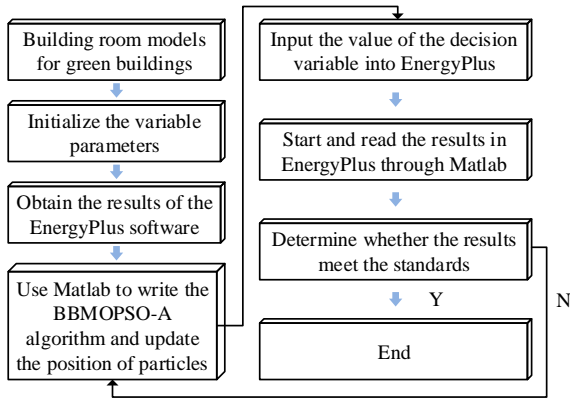 Building room models
for green buildings
Initialize the variable
parameters
Obtain the results of the
EnergyPlus software
Use Matlab to write the
BBMOPSO-A
algorithm and update
the position of particles
Input the value of the decision
variable into EnergyPlus
Start and read the results in
EnergyPlus through Matlab
Determine whether the results
meet the standards
Y
N
End